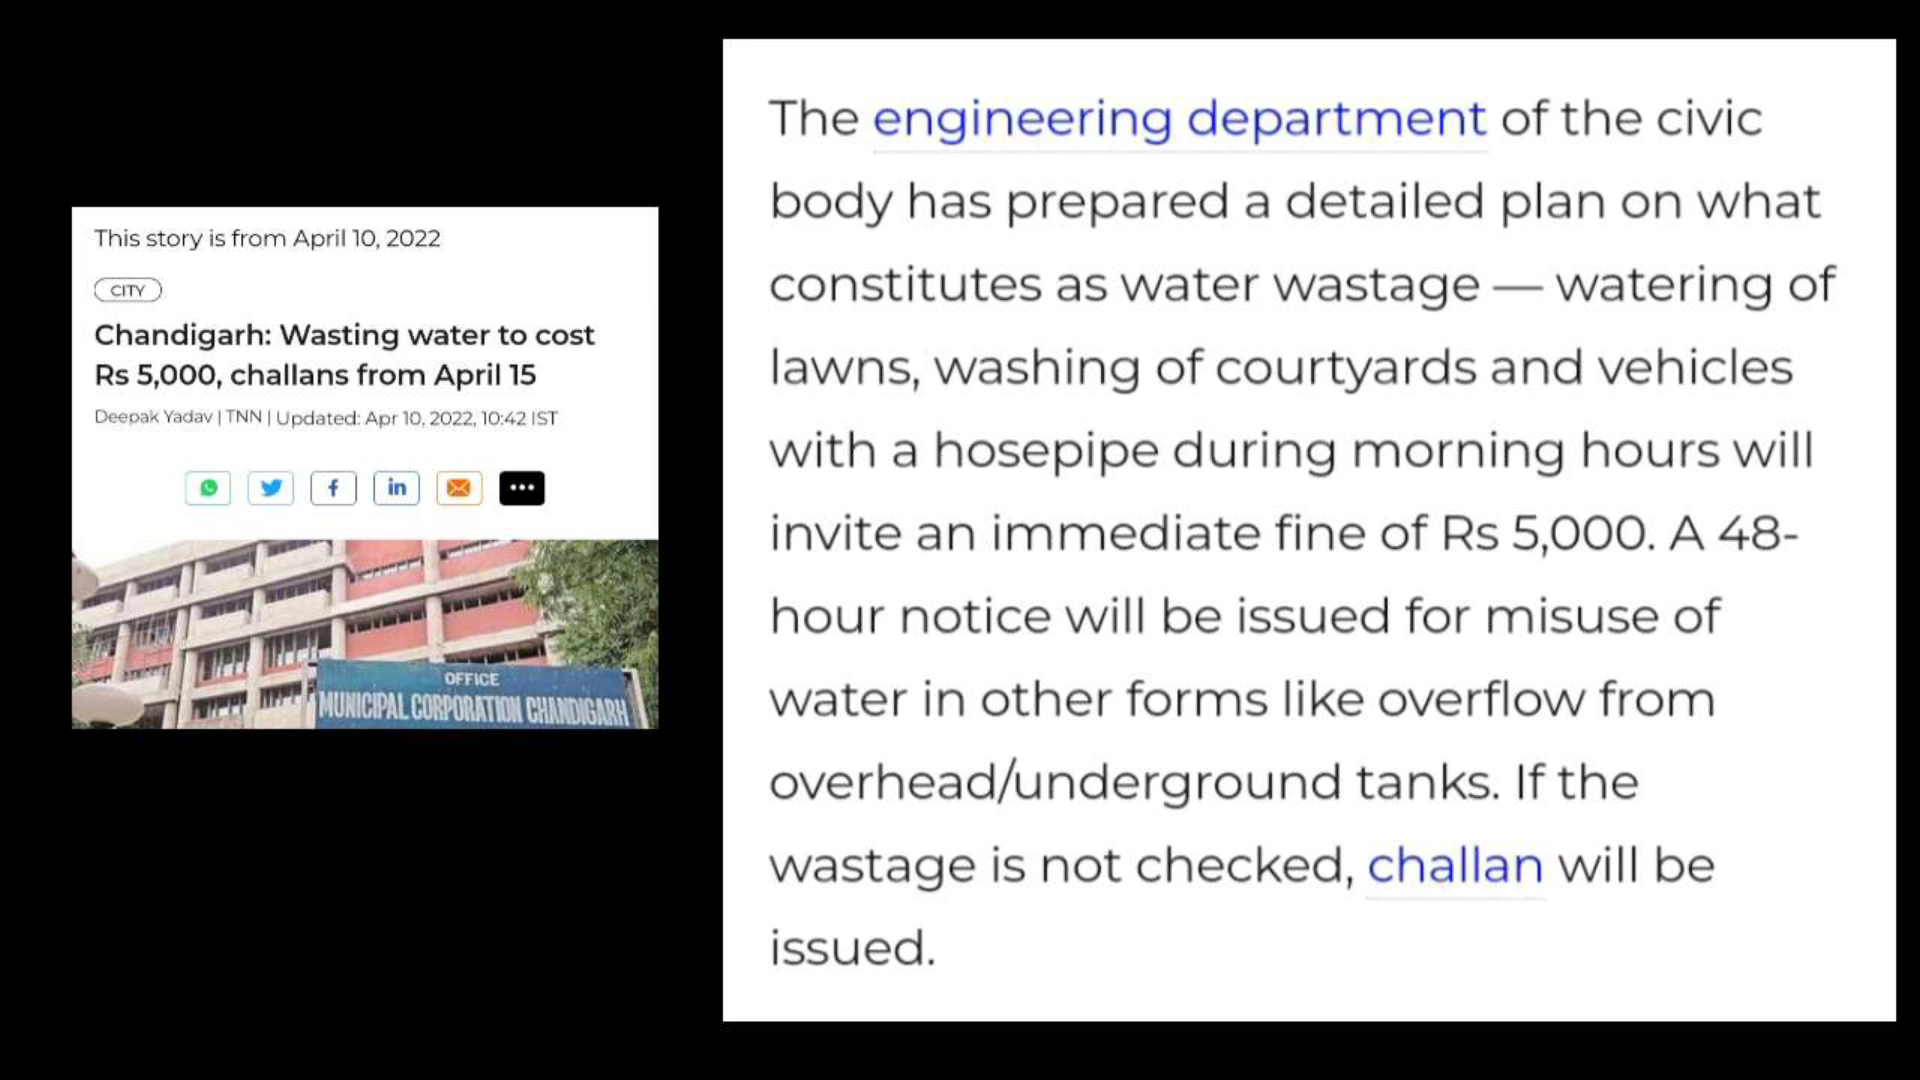 This story is from April 10, 2022
CITY
Chandigarh: Wasting water to cost
Rs 5,000, challans from April 15
Deepak Yadav | TNN | Updated: Apr 10, 2022, 10:42 IST
OFFICE
MUNICIPAL CORPORATION CHANDIGARH
The engineering department of the civic
body has prepared a detailed plan on what
constitutes as water wastage — watering of
lawns, washing of courtyards and vehicles
with a hosepipe during morning hours will
invite an immediate fine of Rs 5,000. A 48-
hour notice will be issued for misuse of
water in other forms like overflow from
overhead/underground tanks. If the
wastage is not checked, challan will be
issued.